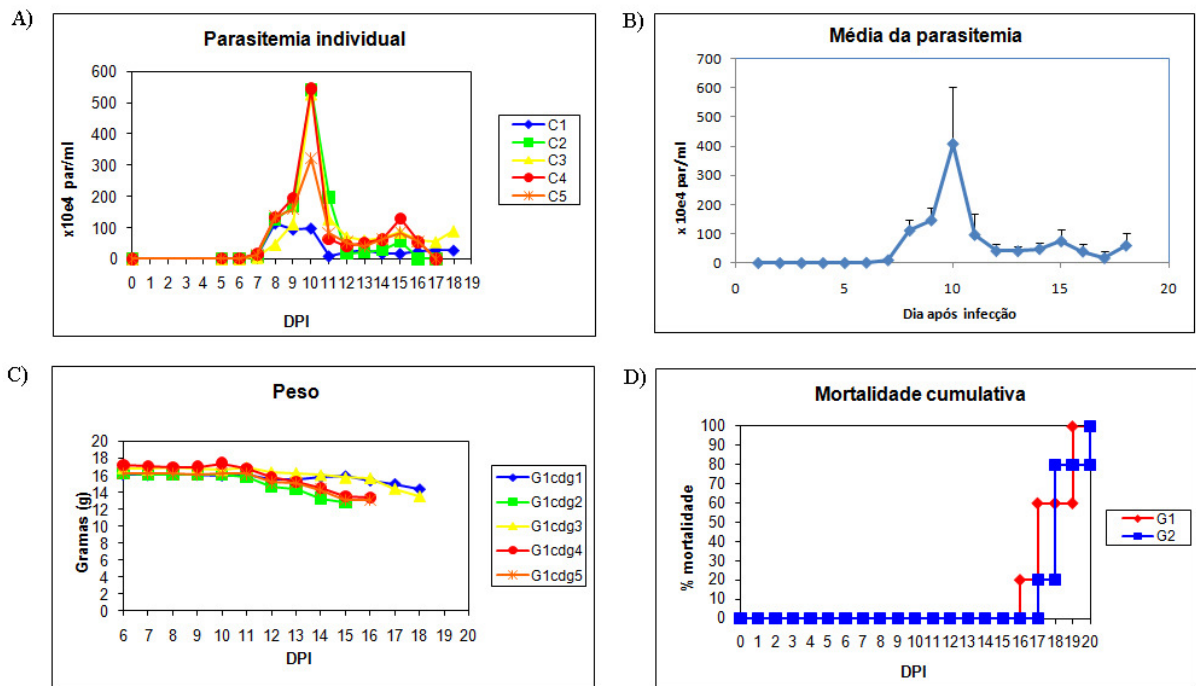 A)
Parasitemia individual
600
500
400
300
200
100
0
x10e4 par/ml
0 1 2 3 4 5 6 7 8 9 10 11 12 13 14 15 16 17 18 19
DPI
C1
C2
C3
C4
C5
B)
Média da parasitemia
700
600
500
400
300
200
100
0
x 10e4 par/ml
0 5 10 15 20
Dia após infecção
C)
Peso
20
18
16
14
12
10
8
6
4
2
0
Gramas (g)
6 7 8 9 10 11 12 13 14 15 16 17 18 19 20
DPI
G1cdg1
G1cdg2
G1cdg3
G1cdg4
G1cdg5
D)
Mortalidade cumulativa
100
90
80
70
60
50
40
30
20
10
0
% mortalidade
0 1 2 3 4 5 6 7 8 9 10 11 12 13 14 15 16 17 18 19 20
DPI
G1
G2